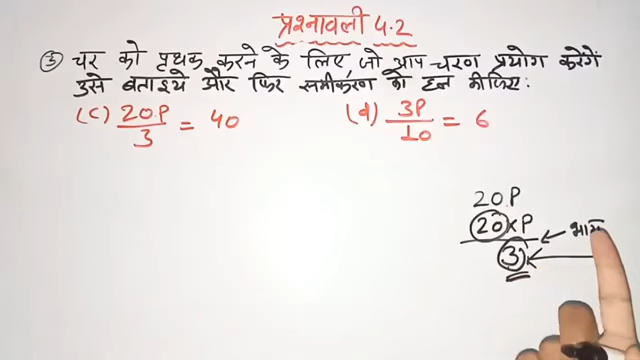 प्रश्नावली 4.2
③ चर को पृथक करने के लिए, जो आप चरण प्रयोग करेंगें
उसे बताइये और फिर समीकरण को हल कीजिए:
(c) 20P/3 = 40 (d) 3P/10 = 6
20.P
20×P
3